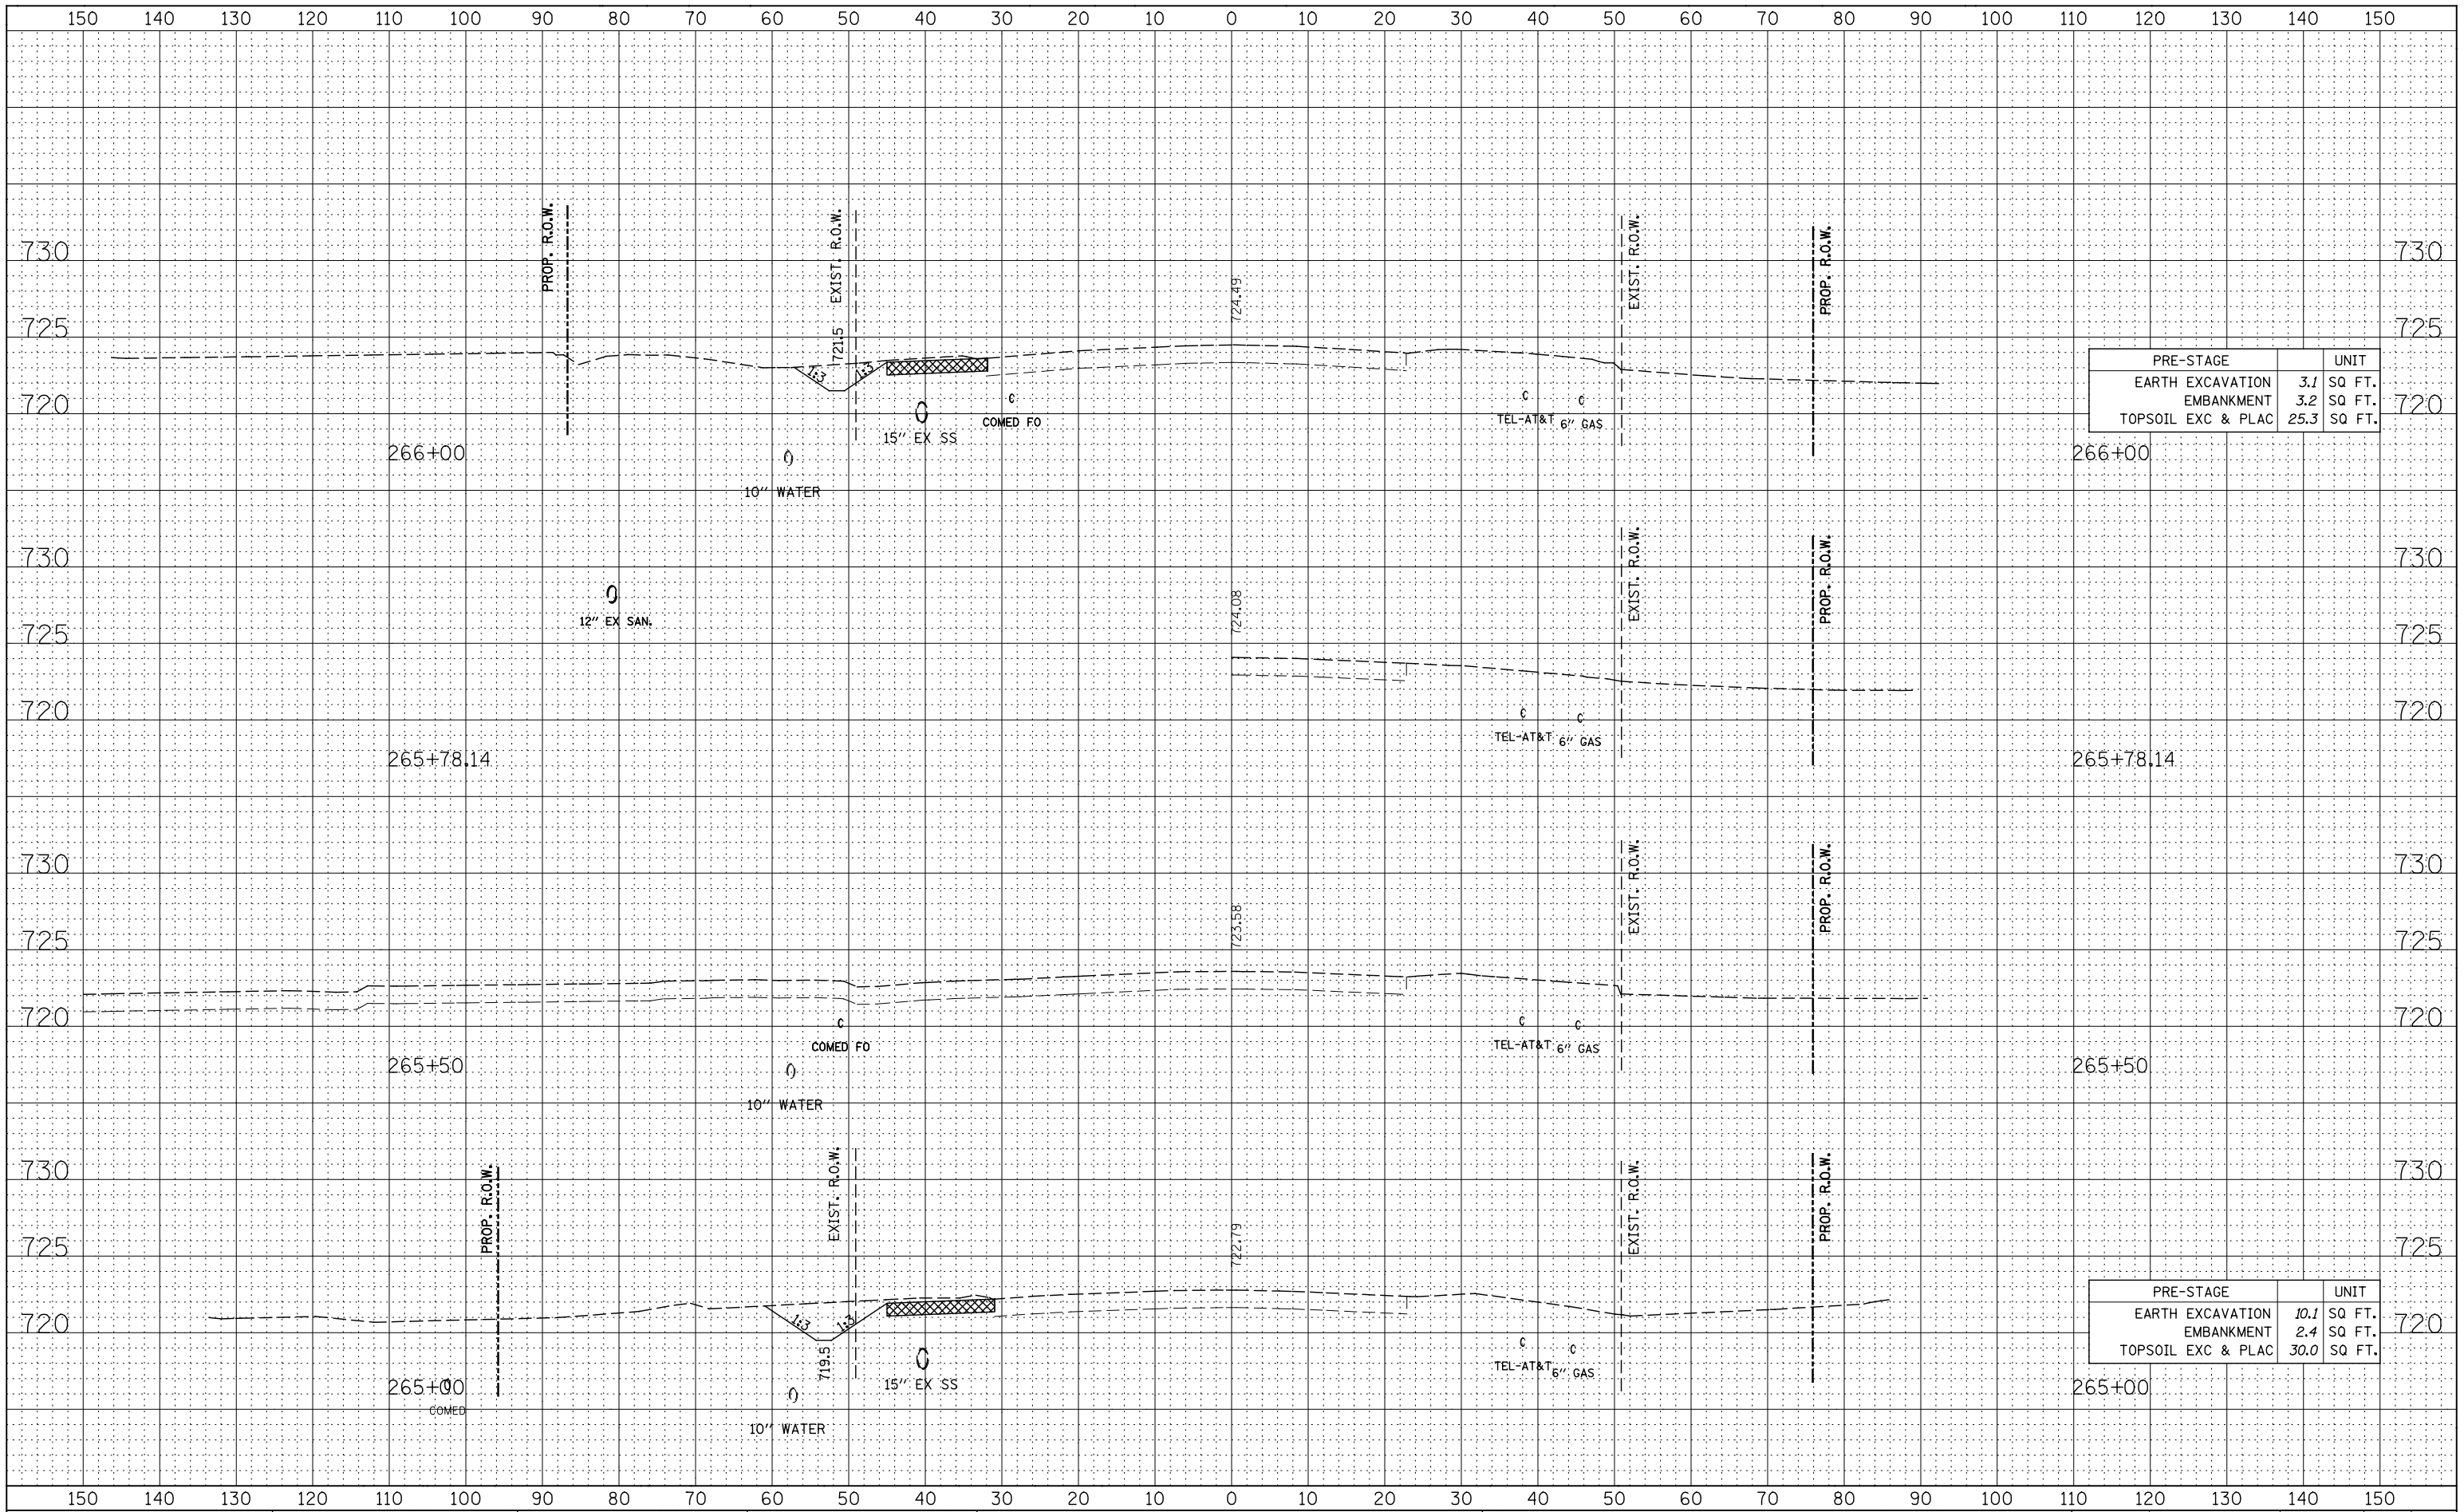 150 140 130 120 110 100 90 80 70 60 50 40 30 20 10 0 10 20 30 40 50 60 70 80 90 100 110 120 130 140 150
PROP. R.O.W.
EXIST. R.O.W.
EXIST. R.O.W.
PROP. R.O.W.
730 730
724.49
725 725
721.5
1:3 1:3
PRE-STAGE UNIT
EARTH EXCAVATION 3.1 SQ FT.
EMBANKMENT 3.2 SQ FT.
TOPSOIL EXC & PLAC 25.3 SQ FT.
720 720
COMED FO
TEL-AT&T 6" GAS
15" EX SS
266+00 266+00
10" WATER
EXIST. R.O.W.
PROP. R.O.W.
730 730
724.08
12" EX SAN.
725 725
720 720
TEL-AT&T 6" GAS
265+78.14 265+78.14
EXIST. R.O.W.
PROP. R.O.W.
730 730
723.58
725 725
720 720
COMED FO
TEL-AT&T 6" GAS
265+50 265+50
10" WATER
PROP. R.O.W.
EXIST. R.O.W.
EXIST. R.O.W.
PROP. R.O.W.
730 730
722.79
725 725
PRE-STAGE UNIT
EARTH EXCAVATION 10.1 SQ FT.
EMBANKMENT 2.4 SQ FT.
TOPSOIL EXC & PLAC 30.0 SQ FT.
720 720
1:3 1:3
719.5
TEL-AT&T 6" GAS
15" EX SS
265+00 265+00
COMED
10" WATER
150 140 130 120 110 100 90 80 70 60 50 40 30 20 10 0 10 20 30 40 50 60 70 80 90 100 110 120 130 140 150